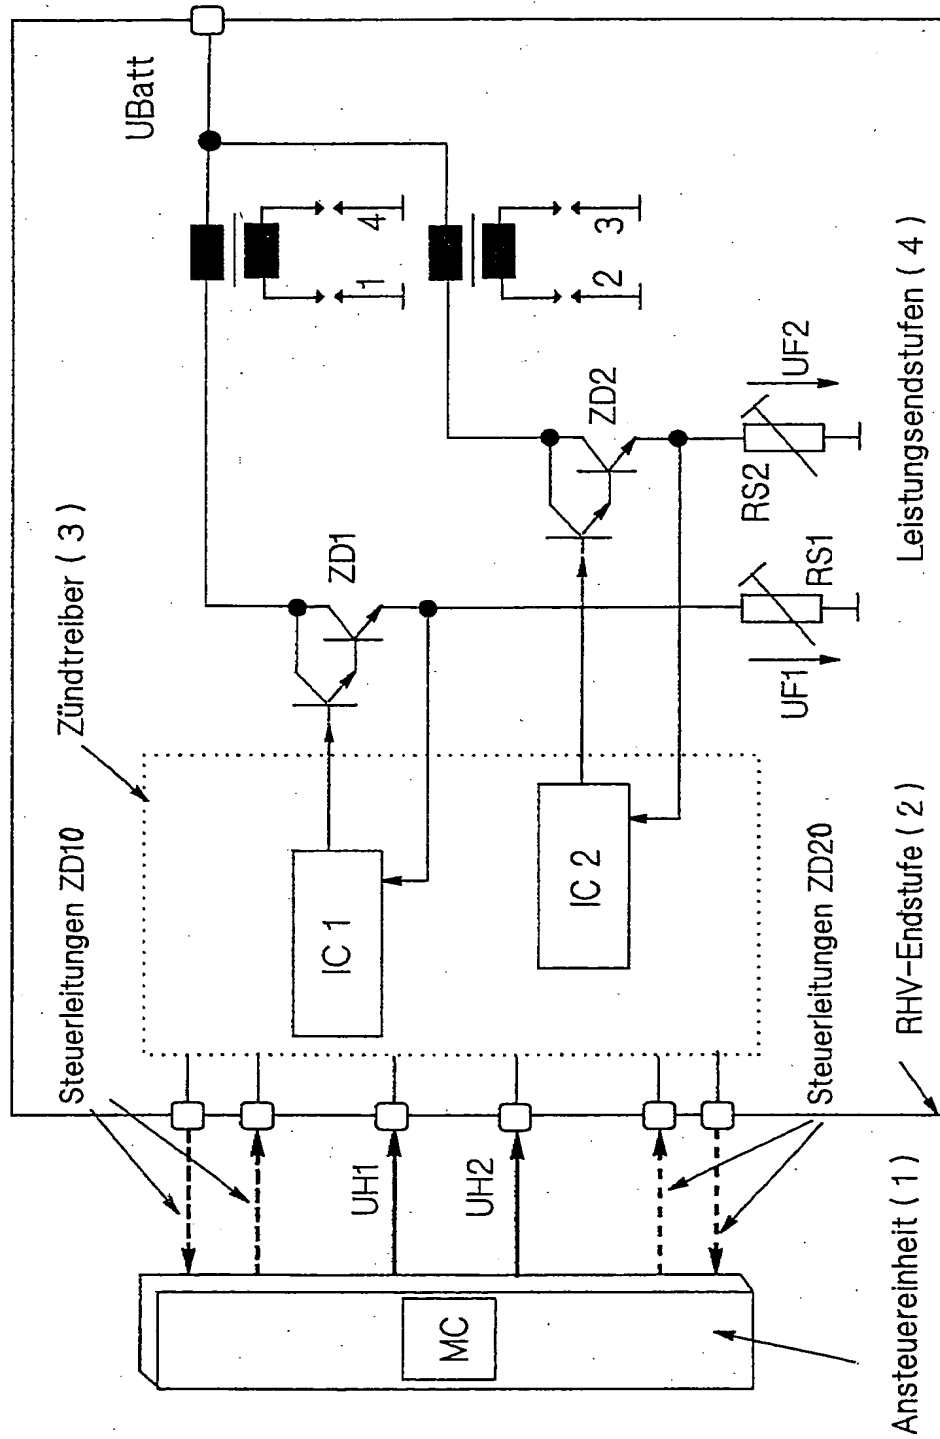 Zündtreiber ( 3 )
Steuerleitungen ZD10
UBatt
ZD1
1
4
IC 1
UH1
MC
UH2
IC 2
ZD2
2
3
UF1
RS1
RS2
UF2
Steuerleitungen ZD20
Ansteuereinheit ( 1 )
RHV-Endstufe ( 2 )
Leistungsendstufen ( 4 )